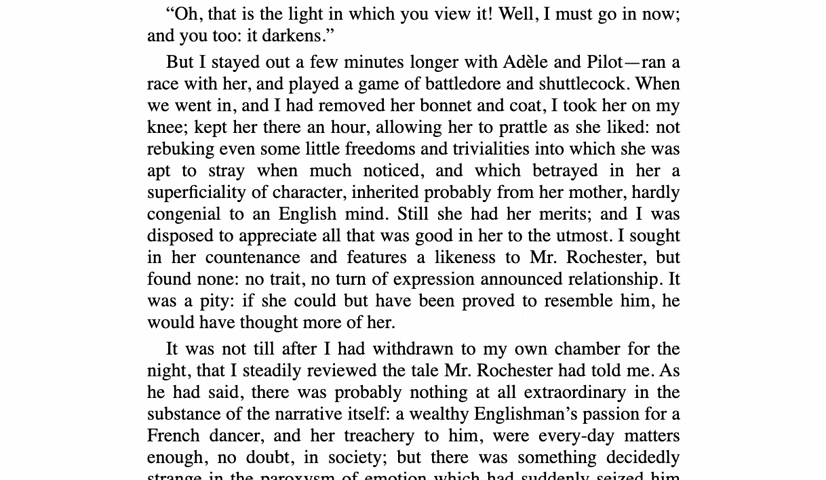 “Oh, that is the light in which you view it! Well, I must go in now;
and you too: it darkens.”
But I stayed out a few minutes longer with Adèle and Pilot—ran a
race with her, and played a game of battledore and shuttlecock. When
we went in, and I had removed her bonnet and coat, I took her on my
knee; kept her there an hour, allowing her to prattle as she liked: not
rebuking even some little freedoms and trivialities into which she was
apt to stray when much noticed, and which betrayed in her a
superficiality of character, inherited probably from her mother, hardly
congenial to an English mind. Still she had her merits; and I was
disposed to appreciate all that was good in her to the utmost. I sought
in her countenance and features a likeness to Mr. Rochester, but
found none: no trait, no turn of expression announced relationship. It
was a pity: if she could but have been proved to resemble him, he
would have thought more of her.
It was not till after I had withdrawn to my own chamber for the
night, that I steadily reviewed the tale Mr. Rochester had told me. As
he had said, there was probably nothing at all extraordinary in the
substance of the narrative itself: a wealthy Englishman’s passion for a
French dancer, and her treachery to him, were every-day matters
enough, no doubt, in society; but there was something decidedly
strange in the paroxysm of emotion which had suddenly seized him